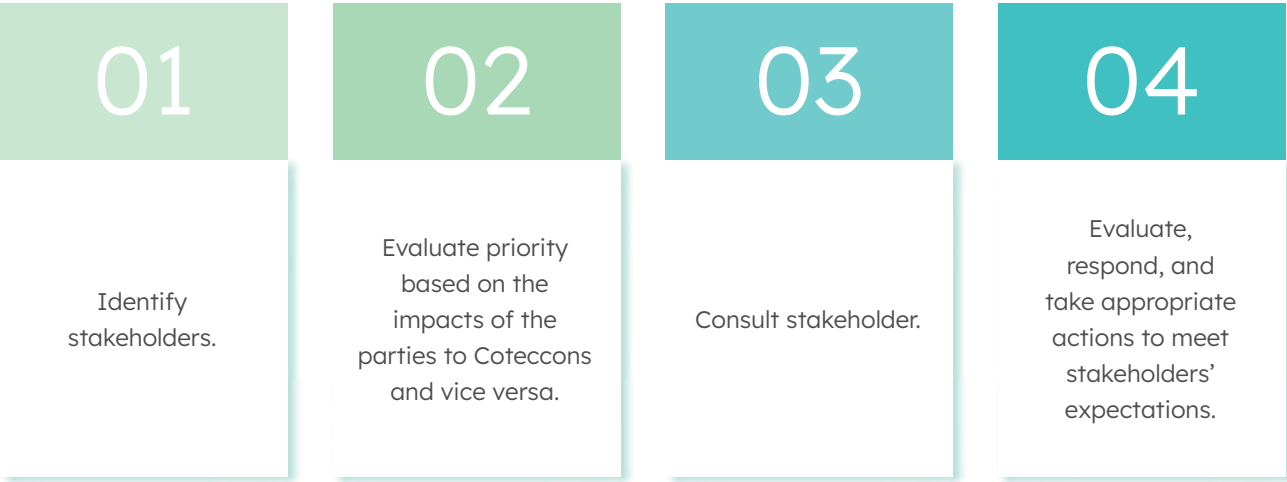 01
Identify
stakeholders.
02
Evaluate priority
based on the
impacts of the
parties to Coteccons
and vice versa.
03
Consult stakeholder.
04
Evaluate,
respond, and
take appropriate
actions to meet
stakeholders’
expectations.